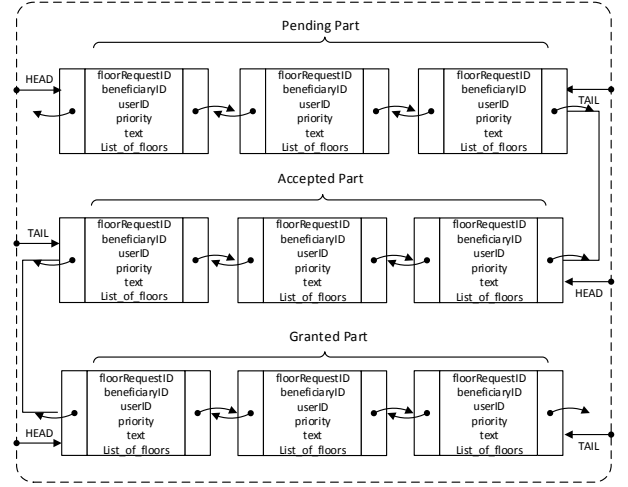 Pending Part
HEAD
floorRequestID
beneficiaryID
userID
priority
text
List_of_floors
floorRequestID
beneficiaryID
userID
priority
text
List_of_floors
floorRequestID
beneficiaryID
userID
priority
text
List_of_floors
TAIL
Accepted Part
TAIL
floorRequestID
beneficiaryID
userID
priority
text
List_of_floors
floorRequestID
beneficiaryID
userID
priority
text
List_of_floors
floorRequestID
beneficiaryID
userID
priority
text
List_of_floors
HEAD
Granted Part
HEAD
floorRequestID
beneficiaryID
userID
priority
text
List_of_floors
floorRequestID
beneficiaryID
userID
priority
text
List_of_floors
floorRequestID
beneficiaryID
userID
priority
text
List_of_floors
TAIL